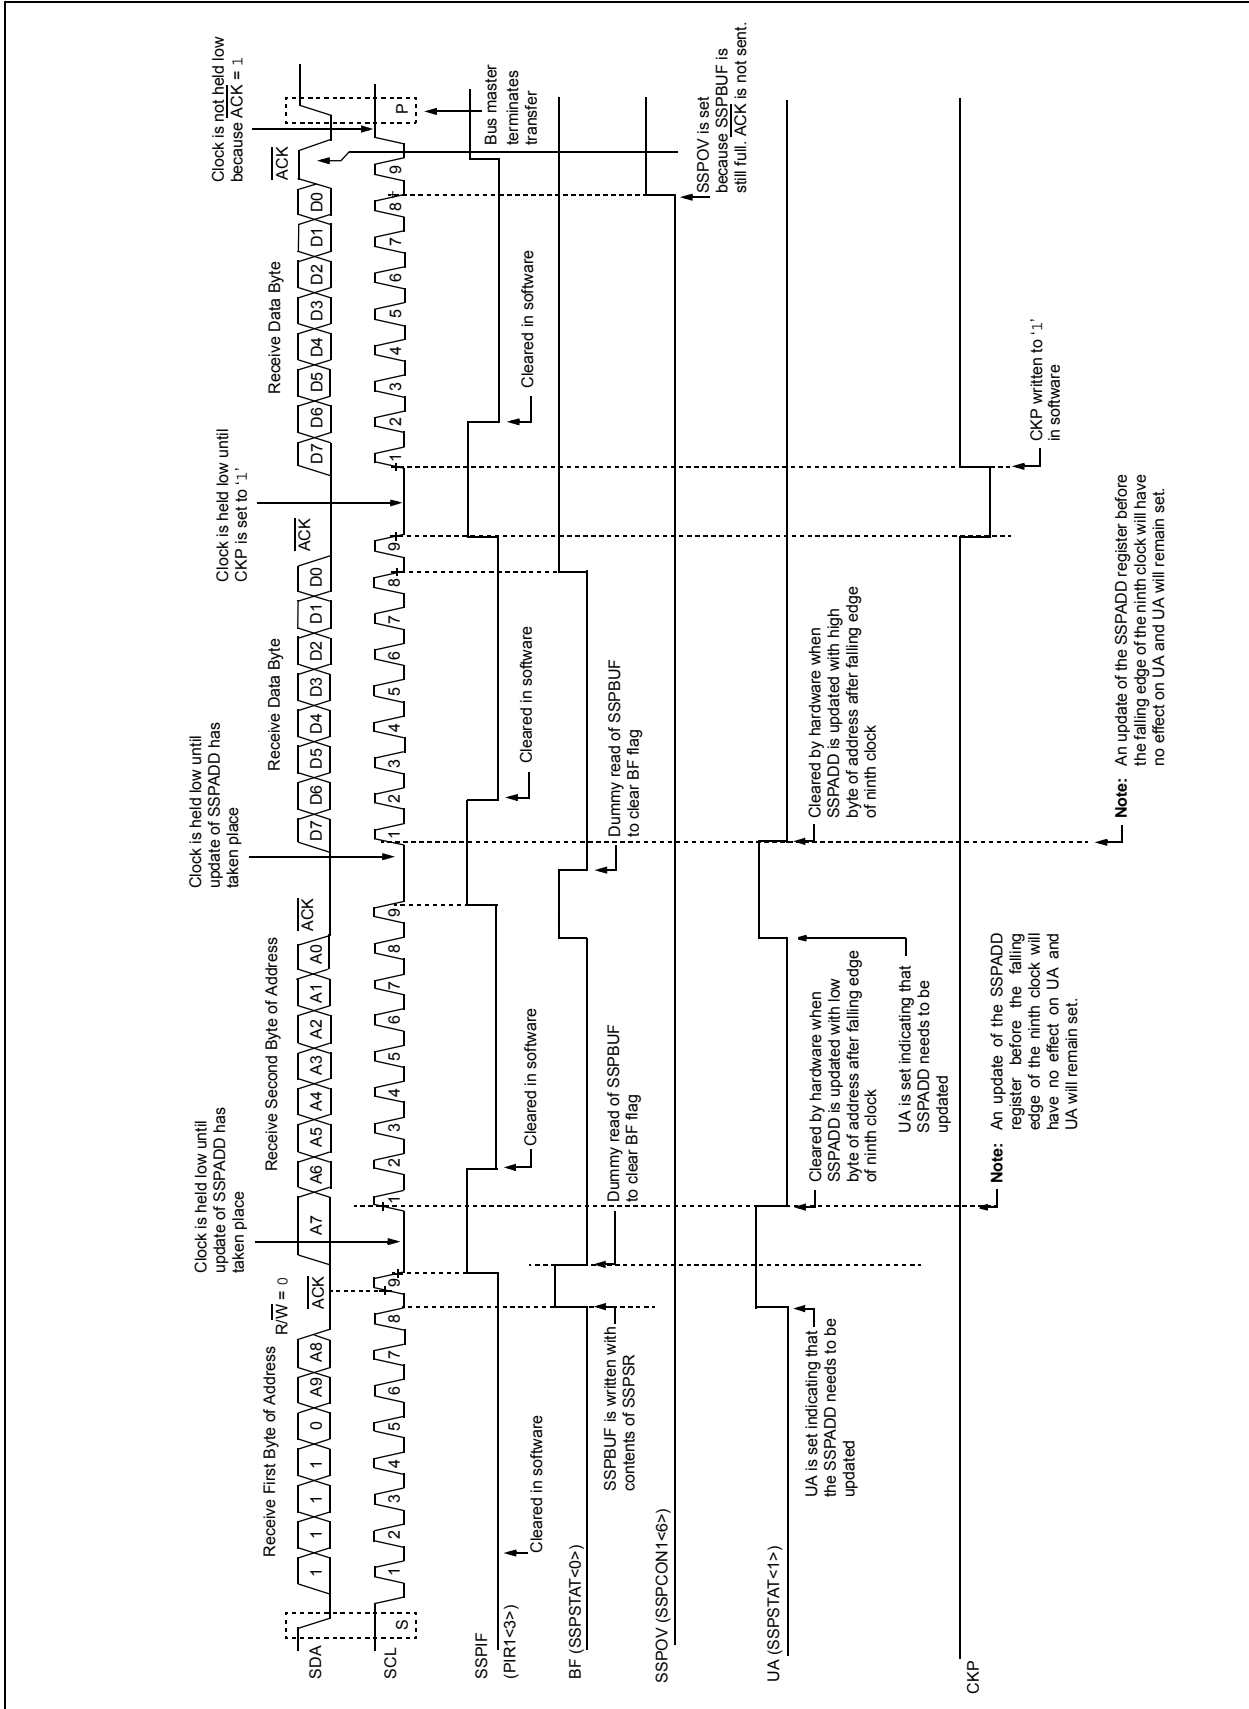 Clock is not held low
because ACK = 1
Clock is held low until
CKP is set to ‘1’
Clock is held low until
update of SSPADD has
taken place
Clock is held low until
update of SSPADD has
taken place
Receive First Byte of Address
R/W = 0
ACK
Receive Second Byte of Address
ACK
Receive Data Byte
ACK
Receive Data Byte
ACK
SDA
1 1 1 1 0 A9 A8 A7 A6 A5 A4 A3 A2 A1 A0 D7 D6 D5 D4 D3 D2 D1 D0 D7 D6 D5 D4 D3 D2 D1 D0
SCL
S 1 2 3 4 5 6 7 8 9 1 2 3 4 5 6 7 8 9 1 2 3 4 5 6 7 8 9 1 2 3 4 5 6 7 8 9 P
Bus master
terminates
transfer
SSPIF
(PIR1<3>)
Cleared in software
Cleared in software
Cleared in software
Cleared in software
BF (SSPSTAT<0>)
SSPBUF is written with
contents of SSPSR
Dummy read of SSPBUF
to clear BF flag
Dummy read of SSPBUF
to clear BF flag
SSPOV (SSPCON1<6>)
SSPOV is set
because SSPBUF is
still full. ACK is not sent.
UA (SSPSTAT<1>)
UA is set indicating that
the SSPADD needs to be
updated
Cleared by hardware when
SSPADD is updated with low
byte of address after falling edge
of ninth clock
UA is set indicating that
SSPADD needs to be
updated
Cleared by hardware when
SSPADD is updated with high
byte of address after falling edge
of ninth clock
CKP
CKP written to ‘1’
in software
Note: An update of the SSPADD
register before the falling
edge of the ninth clock will
have no effect on UA and
UA will remain set.
Note: An update of the SSPADD register before
the falling edge of the ninth clock will have
no effect on UA and UA will remain set.